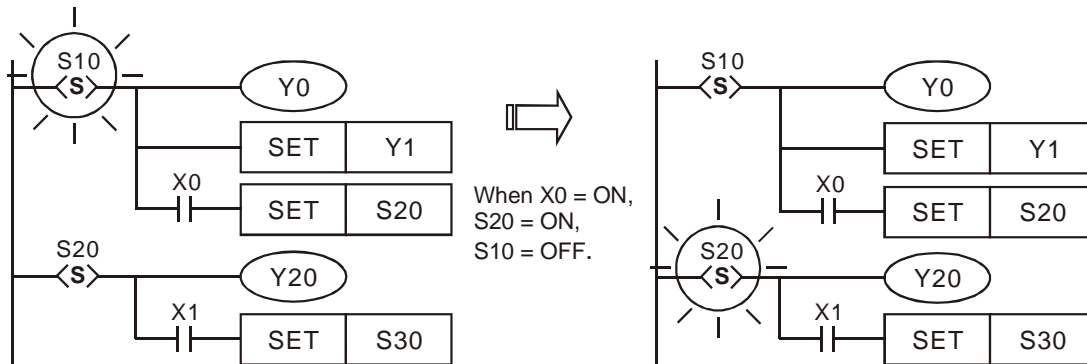 S10
S
Y0
SET Y1
X0
SET S20
S20
S
Y20
X1
SET S30
When X0 = ON,
S20 = ON,
S10 = OFF.
S10
S
Y0
SET Y1
X0
SET S20
S20
S
Y20
X1
SET S30